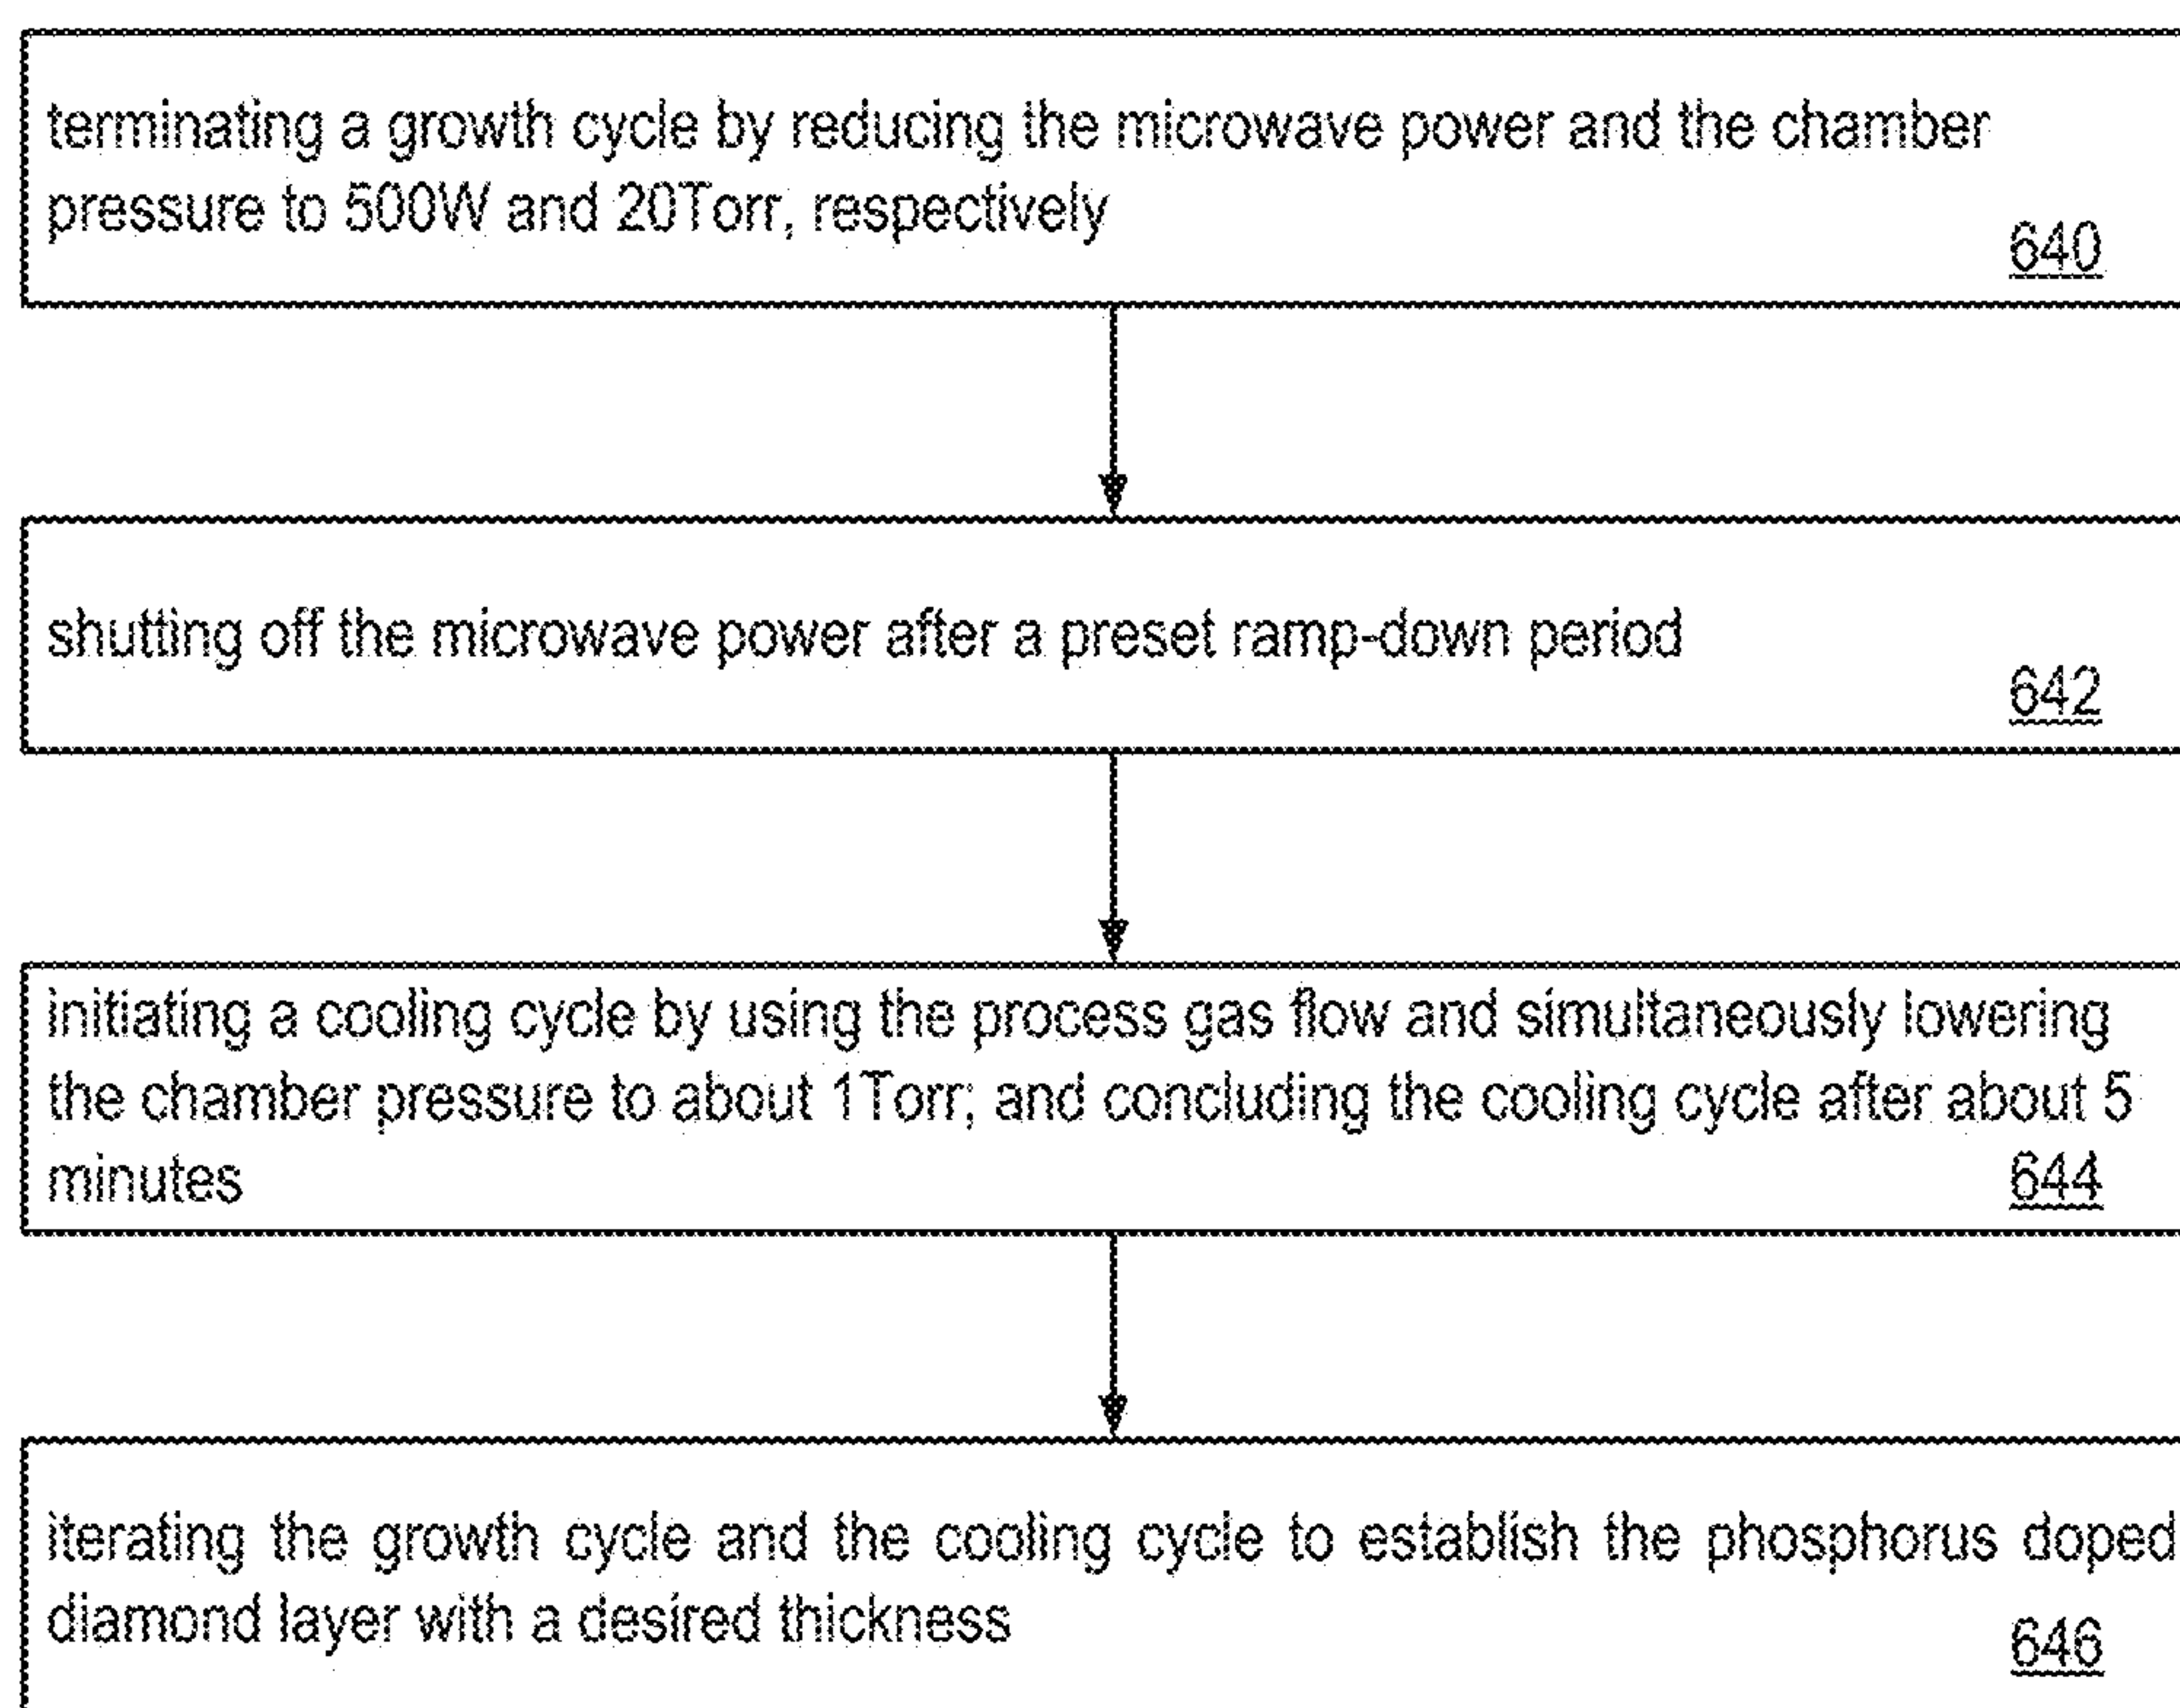 terminating a growth cycle by reducing the microwave power and the chamber
pressure to 500W and 20Torr, respectively
640
shutting off the microwave power after a preset ramp-down period
642
initiating a cooling cycle by using the process gas flow and simultaneously lowering
the chamber pressure to about 1Torr; and concluding the cooling cycle after about 5
minutes
644
iterating the growth cycle and the cooling cycle to establish the phosphorus doped
diamond layer with a desired thickness
646